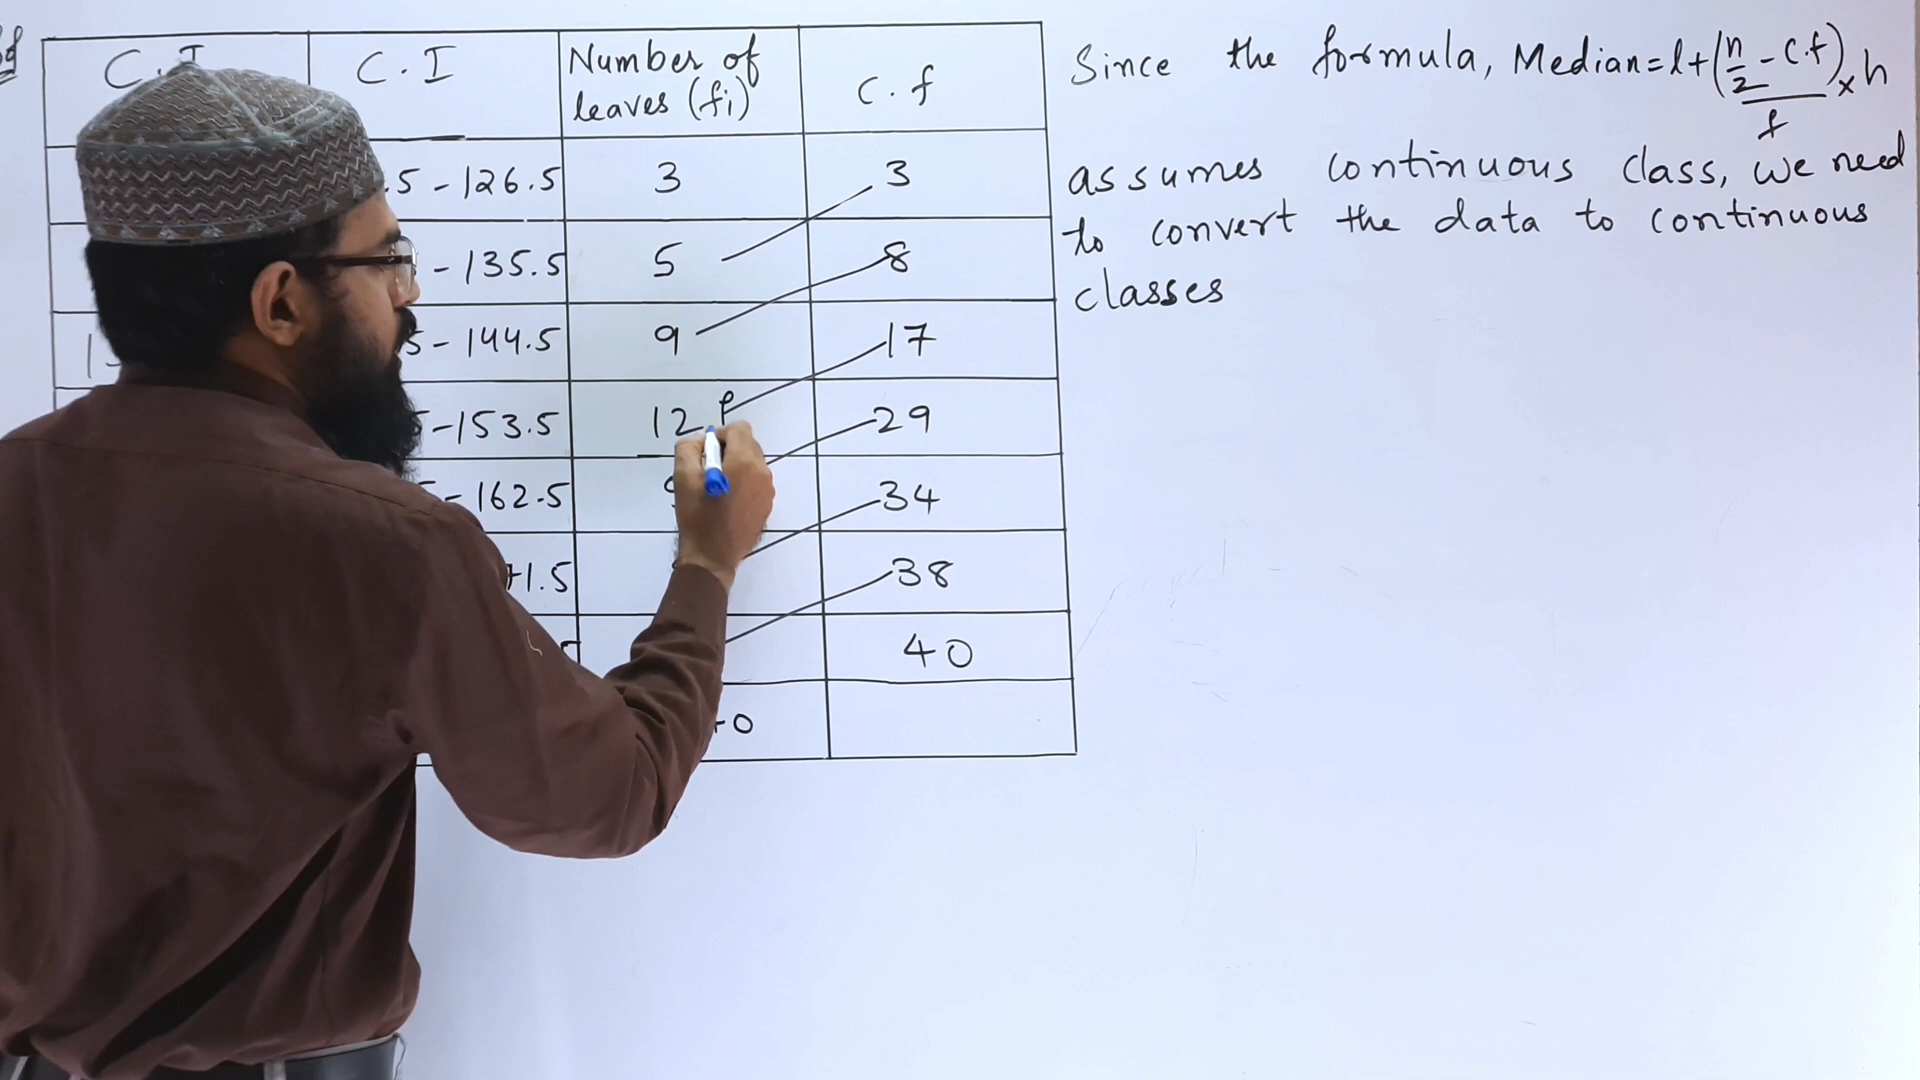 C.I C.I Number of leaves (fi) C.f
.5 - 126.5 3 3
- 135.5 5 8
5 - 144.5 9 17
- 153.5 12 f 29
- 162.5 34
71.5 38
40
0
Since the formula, Median = l + (n/2 - c.f)/f × h
assumes continuous class, we need
to convert the data to continuous
classes